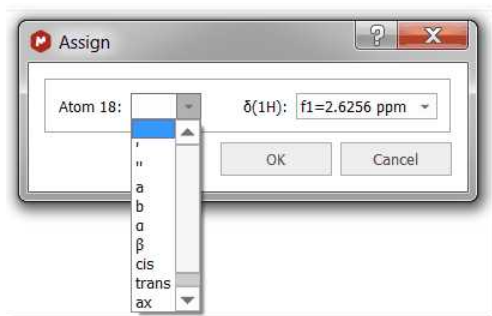 Assign
Atom 18: δ(1H): f1=2.6256 ppm
OK Cancel
'
"
a
b
α
β
cis
trans
ax